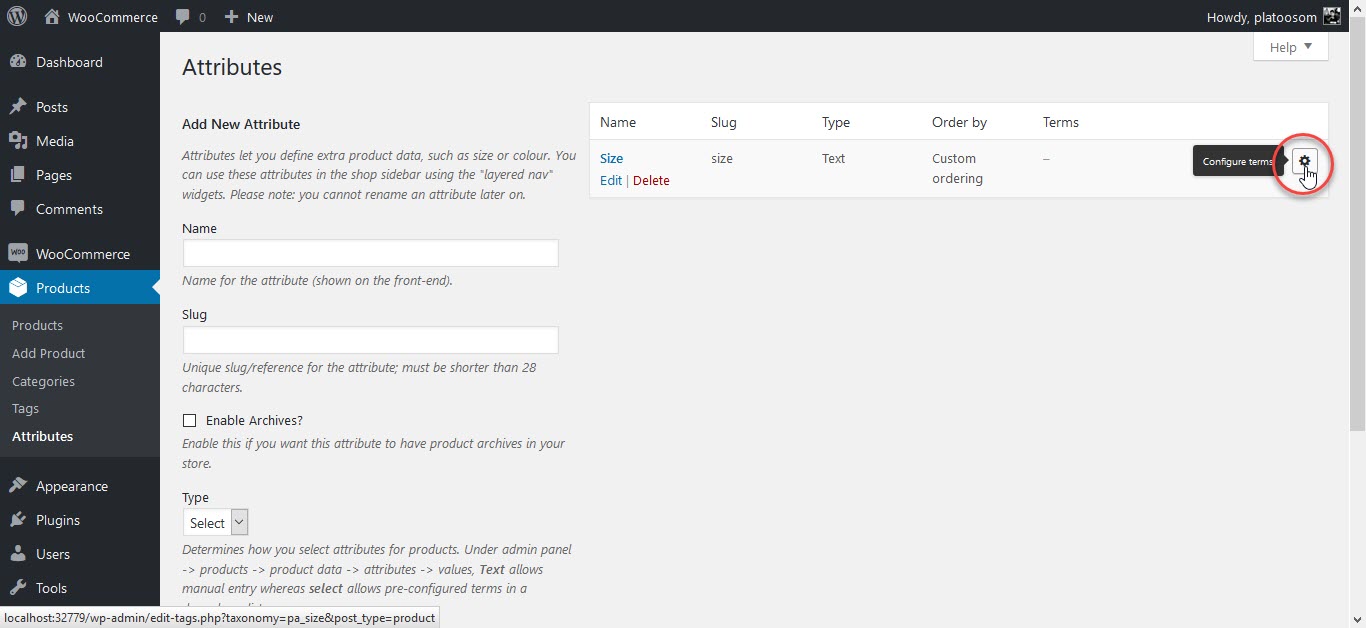 WooCommerce 0 New Howdy, platoosom
Help
Dashboard
Posts
Media
Pages
Comments
WooCommerce
Products
Products
Add Product
Categories
Tags
Attributes
Appearance
Plugins
Users
Tools
Attributes
Add New Attribute
Attributes let you define extra product data, such as size or colour. You
can use these attributes in the shop sidebar using the "layered nav"
widgets. Please note: you cannot rename an attribute later on.
Name
Name for the attribute (shown on the front-end).
Slug
Unique slug/reference for the attribute; must be shorter than 28
characters.
Enable Archives?
Enable this if you want this attribute to have product archives in your
store.
Type
Select
Determines how you select attributes for products. Under admin panel
-> products -> product data -> attributes -> values, Text allows
manual entry whereas select allows pre-configured terms in a
Name Slug Type Order by Terms
Size size Text Custom –
ordering
Edit | Delete
Configure terms
localhost:32779/wp-admin/edit-tags.php?taxonomy=pa_size&post_type=product